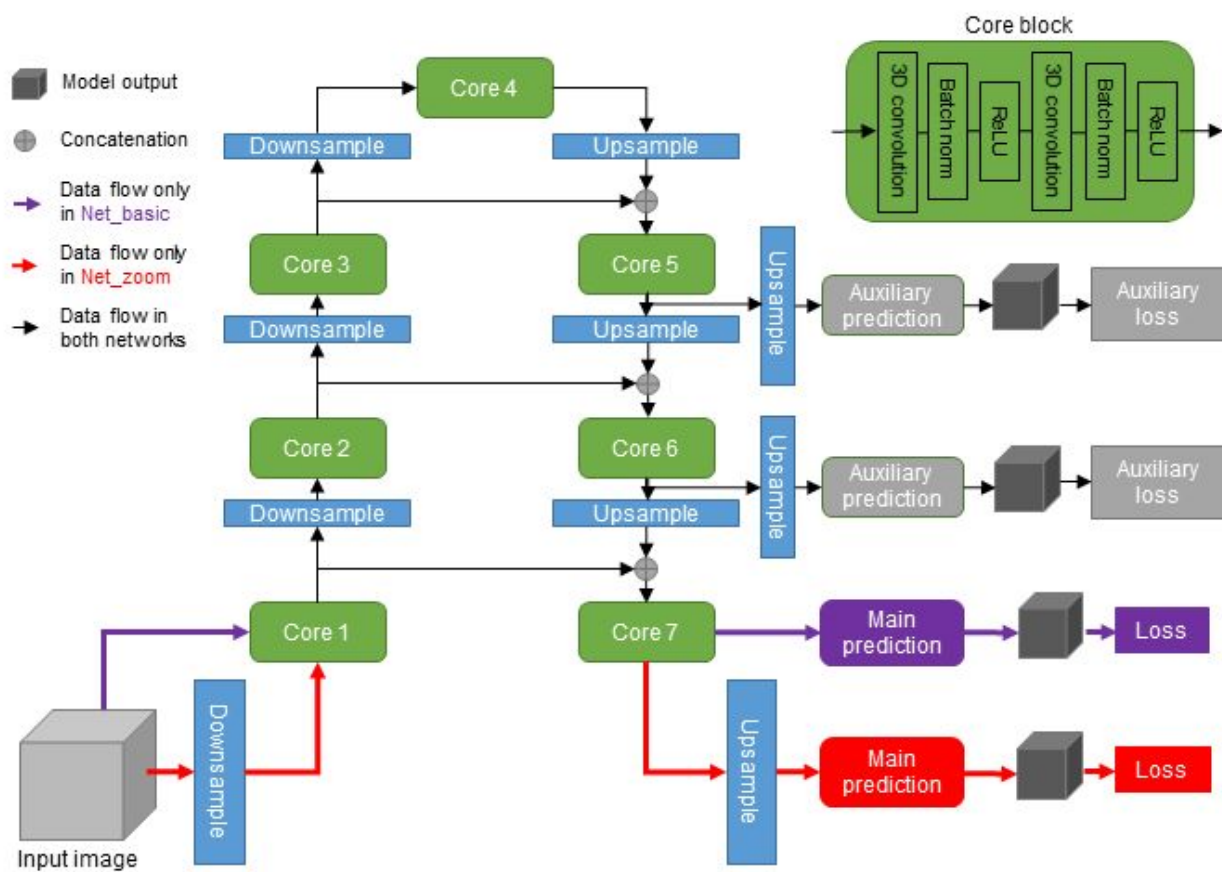 Core block
3D convolution
Batch norm
ReLU
3D convolution
Batch norm
ReLU
Model output
Concatenation
Data flow only
in Net_basic
Data flow only
in Net_zoom
Data flow in
both networks
Core 4
Downsample
Upsample
Core 3
Core 5
Upsample
Auxiliary
prediction
Auxiliary
loss
Downsample
Upsample
Core 2
Core 6
Upsample
Auxiliary
prediction
Auxiliary
loss
Downsample
Upsample
Core 1
Core 7
Main
prediction
Loss
Downsample
Upsample
Main
prediction
Loss
Input image